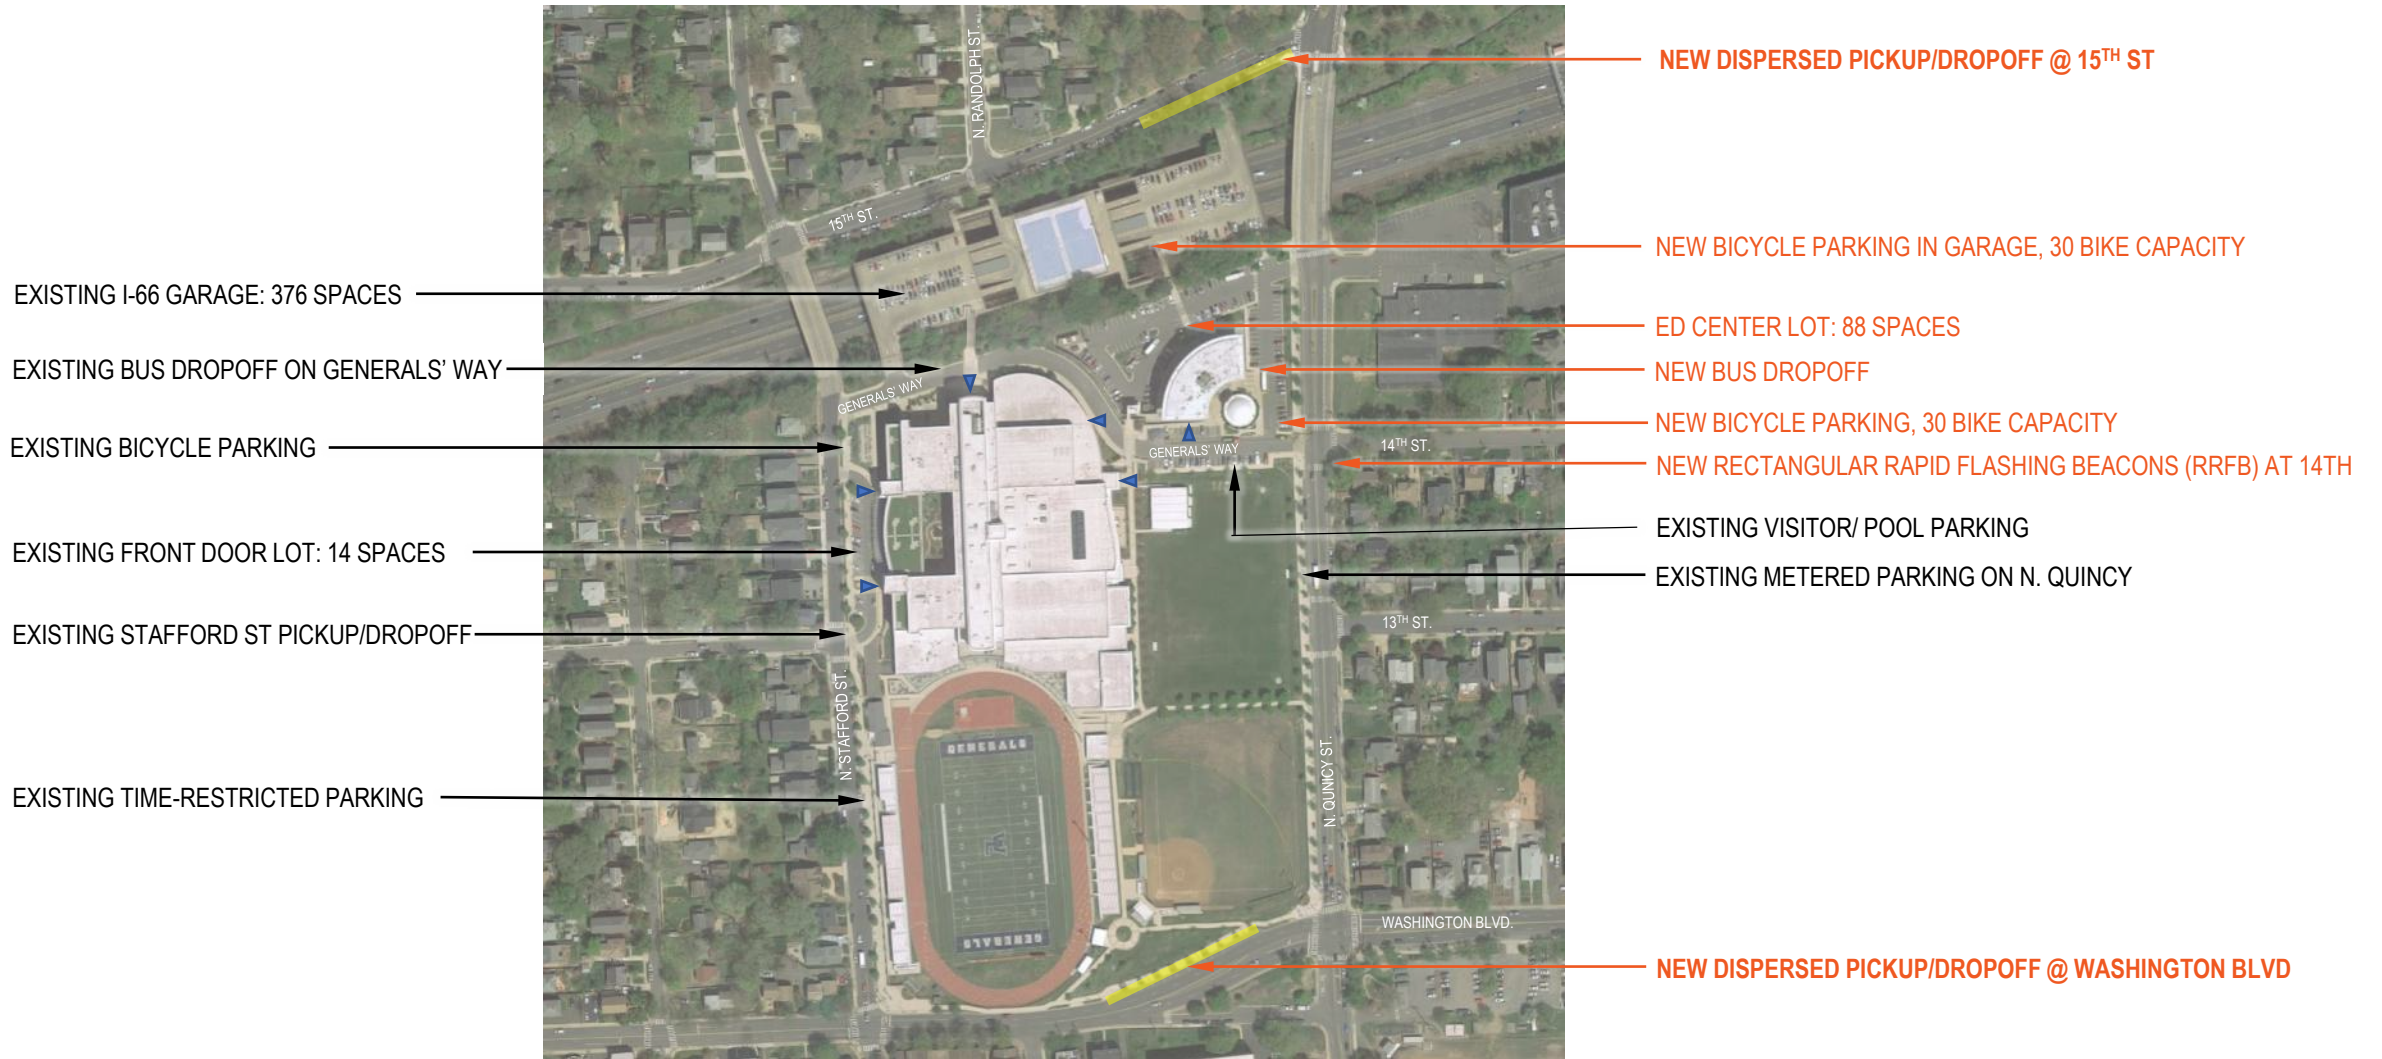 EXISTING I-66 GARAGE: 376 SPACES
EXISTING BUS DROPOFF ON GENERALS' WAY
EXISTING BICYCLE PARKING
EXISTING FRONT DOOR LOT: 14 SPACES
EXISTING STAFFORD ST PICKUP/DROPOFF
EXISTING TIME-RESTRICTED PARKING
N. RANDOLPH ST.
15TH ST.
GENERALS' WAY
GENERALS' WAY
14TH ST.
13TH ST.
N. STAFFORD ST.
N. QUNICY ST.
WASHINGTON BLVD.
GENERALS
GENERALS
NEW DISPERSED PICKUP/DROPOFF @ 15TH ST
NEW BICYCLE PARKING IN GARAGE, 30 BIKE CAPACITY
ED CENTER LOT: 88 SPACES
NEW BUS DROPOFF
NEW BICYCLE PARKING, 30 BIKE CAPACITY
NEW RECTANGULAR RAPID FLASHING BEACONS (RRFB) AT 14TH
EXISTING VISITOR/ POOL PARKING
EXISTING METERED PARKING ON N. QUINCY
NEW DISPERSED PICKUP/DROPOFF @ WASHINGTON BLVD